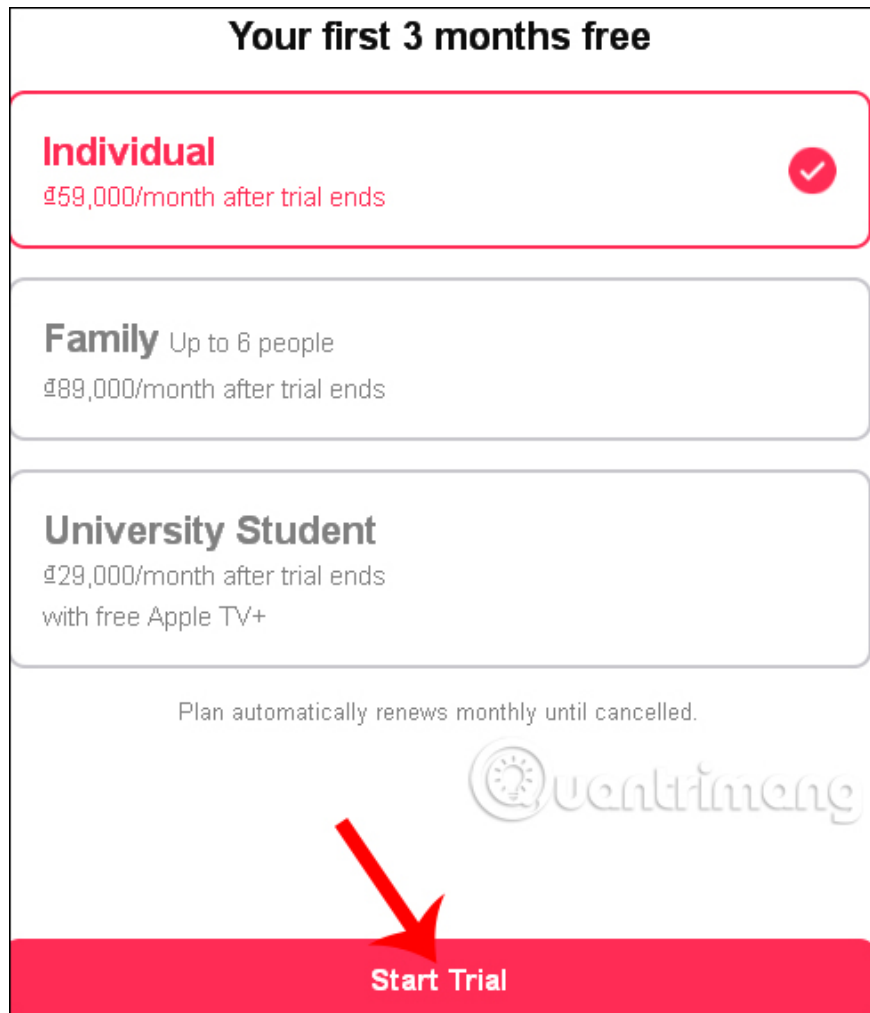 Your first 3 months free
Individual
₫59,000/month after trial ends
Family Up to 6 people
₫89,000/month after trial ends
University Student
₫29,000/month after trial ends
with free Apple TV+
Plan automatically renews monthly until cancelled.
Quantrimang
Start Trial